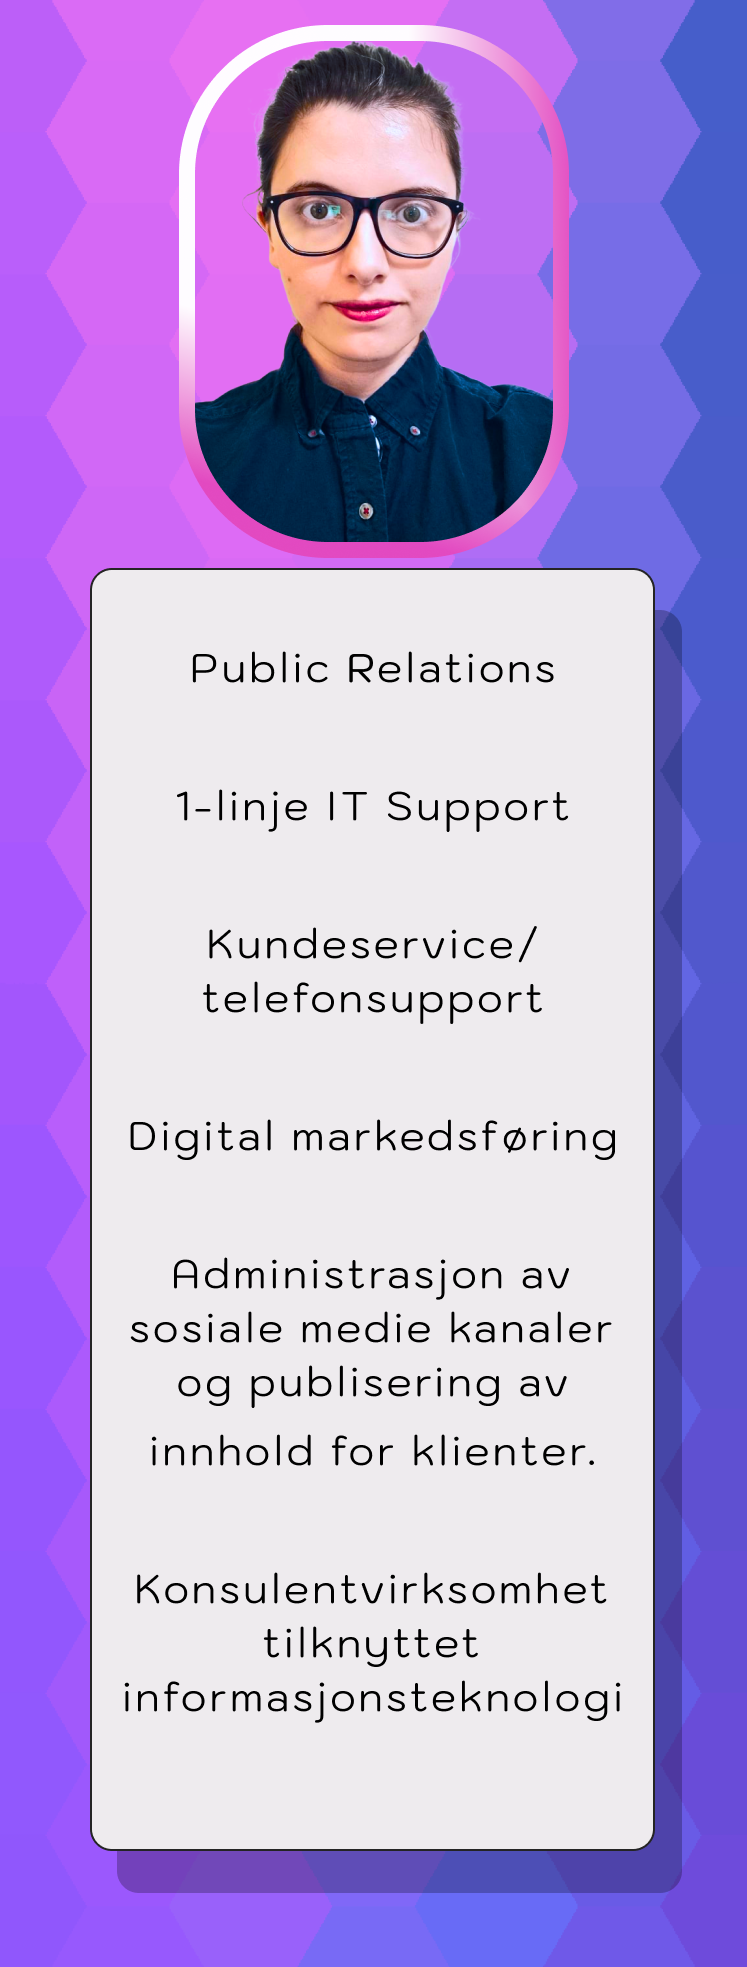 Public Relations
1-linje IT Support
Kundeservice/
telefonsupport
Digital markedsføring
Administrasjon av
sosiale medie kanaler
og publisering av
innhold for klienter.
Konsulentvirksomhet
tilknyttet
informasjonsteknologi